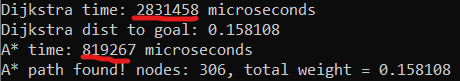 Dijkstra time: 2831458 microseconds
Dijkstra dist to goal: 0.158108
A* time: 819267 microseconds
A* path found! nodes: 306, total weight = 0.158108